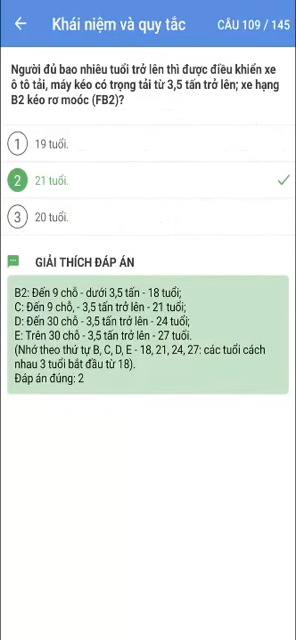 Khái niệm và quy tắc
CÂU 109 / 145
Người đủ bao nhiêu tuổi trở lên thì được điều khiển xe
ô tô tải, máy kéo có trọng tải từ 3,5 tấn trở lên; xe hạng
B2 kéo rơ moóc (FB2)?
1 19 tuổi.
2 21 tuổi.
3 20 tuổi.
GIẢI THÍCH ĐÁP ÁN
B2: Đến 9 chỗ - dưới 3,5 tấn - 18 tuổi;
C: Đến 9 chỗ, - 3,5 tấn trở lên - 21 tuổi;
D: Đến 30 chỗ - 3,5 tấn trở lên - 24 tuổi;
E: Trên 30 chỗ - 3,5 tấn trở lên - 27 tuổi.
(Nhớ theo thứ tự B, C, D, E - 18, 21, 24, 27: các tuổi cách
nhau 3 tuổi bắt đầu từ 18).
Đáp án đúng: 2